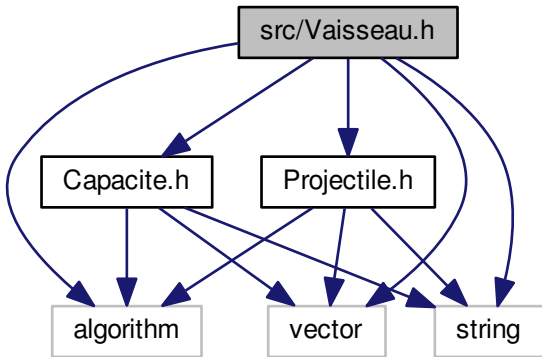 src/Vaisseau.h
Capacite.h
Projectile.h
algorithm
vector
string